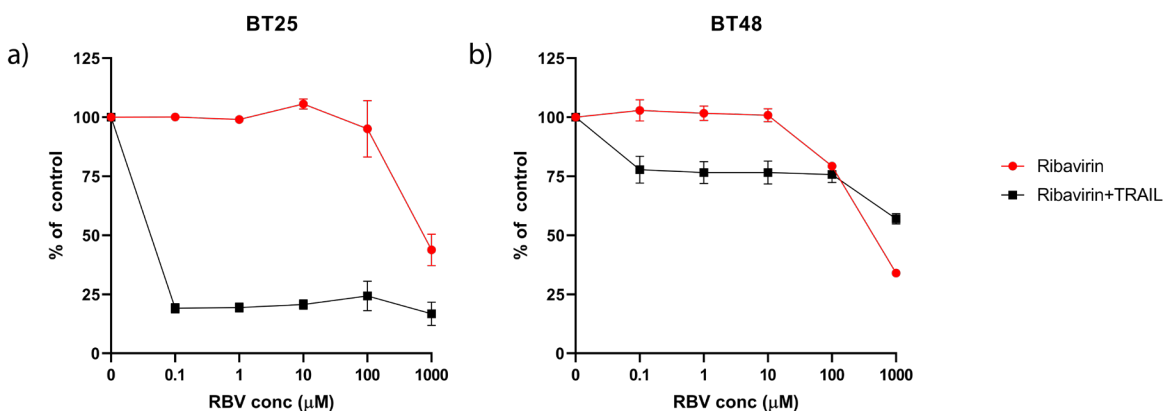 BT25
a)
125
100
75
50
25
0
% of control
0 0.1 1 10 100 1000
RBV conc (μM)
BT48
b)
125
100
75
50
25
0
% of control
0 0.1 1 10 100 1000
RBV conc (μM)
Ribavirin
Ribavirin+TRAIL